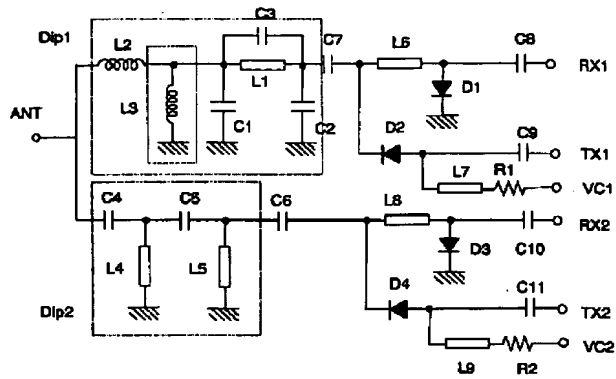 C3
Dip1
L2
C7
L6
C8
RX1
L1
L3
D1
ANT
C1
C2
D2
C9
TX1
L7
R1
VC1
C4
C5
C6
L8
RX2
C10
L4
L5
D3
D4
C11
Dip2
TX2
VC2
L9
R2